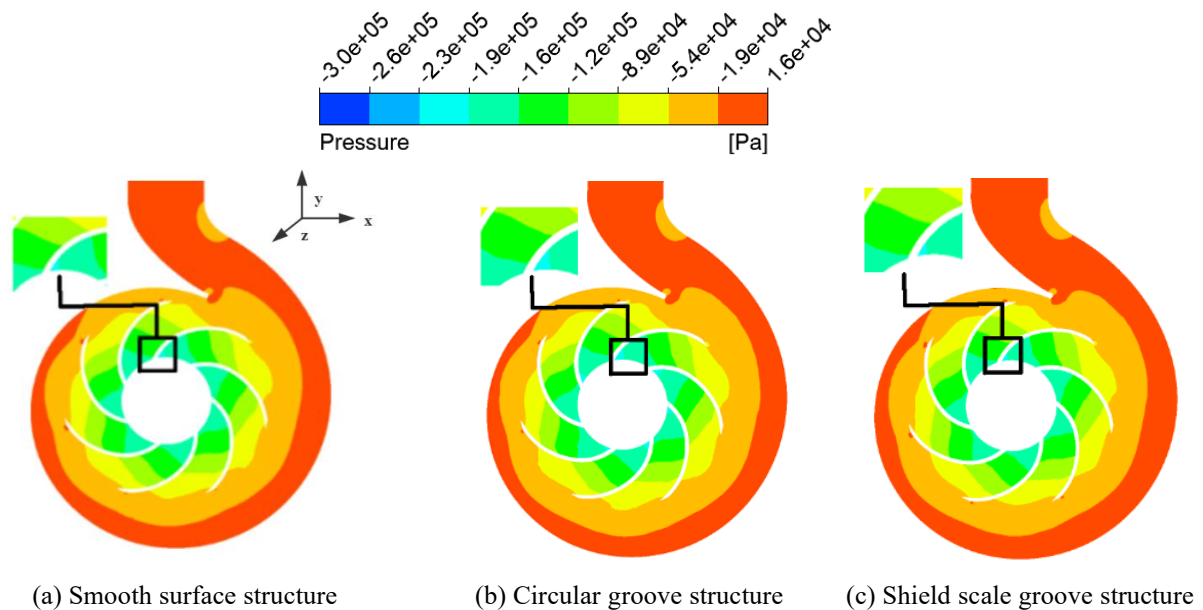 -3.0e+05 -2.6e+05 -2.3e+05 -1.9e+05 -1.6e+05 -1.2e+05 -8.9e+04 -5.4e+04 -1.9e+04 1.6e+04
Pressure [Pa]
y
x
z
(a) Smooth surface structure (b) Circular groove structure (c) Shield scale groove structure